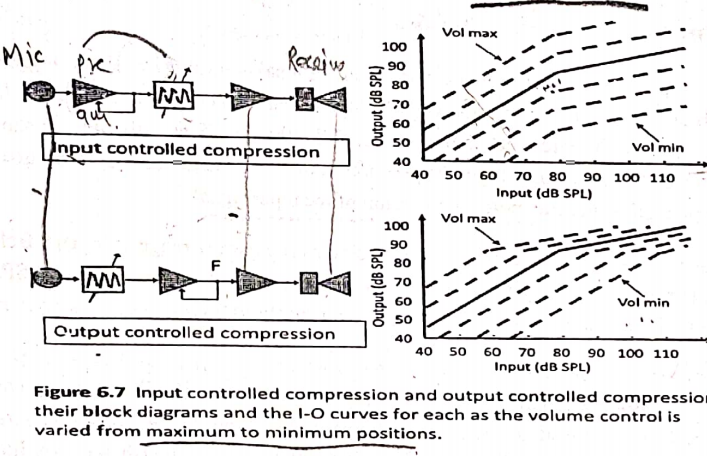 Mic
Pre
Input controlled compression
F
Output controlled compression
Output (dB SPL)
100
90
80
70
60
50
40
Vol max
Vol min
40 50 60 70 80 90 100 110
Input (dB SPL)
Output (dB SPL)
100
90
80
70
60
50
40
Vol max
Vol min
40 50 60 70 80 90 100 110
Input (dB SPL)
Figure 6.7 Input controlled compression and output controlled compression
their block diagrams and the I-O curves for each as the volume control is
varied from maximum to minimum positions.